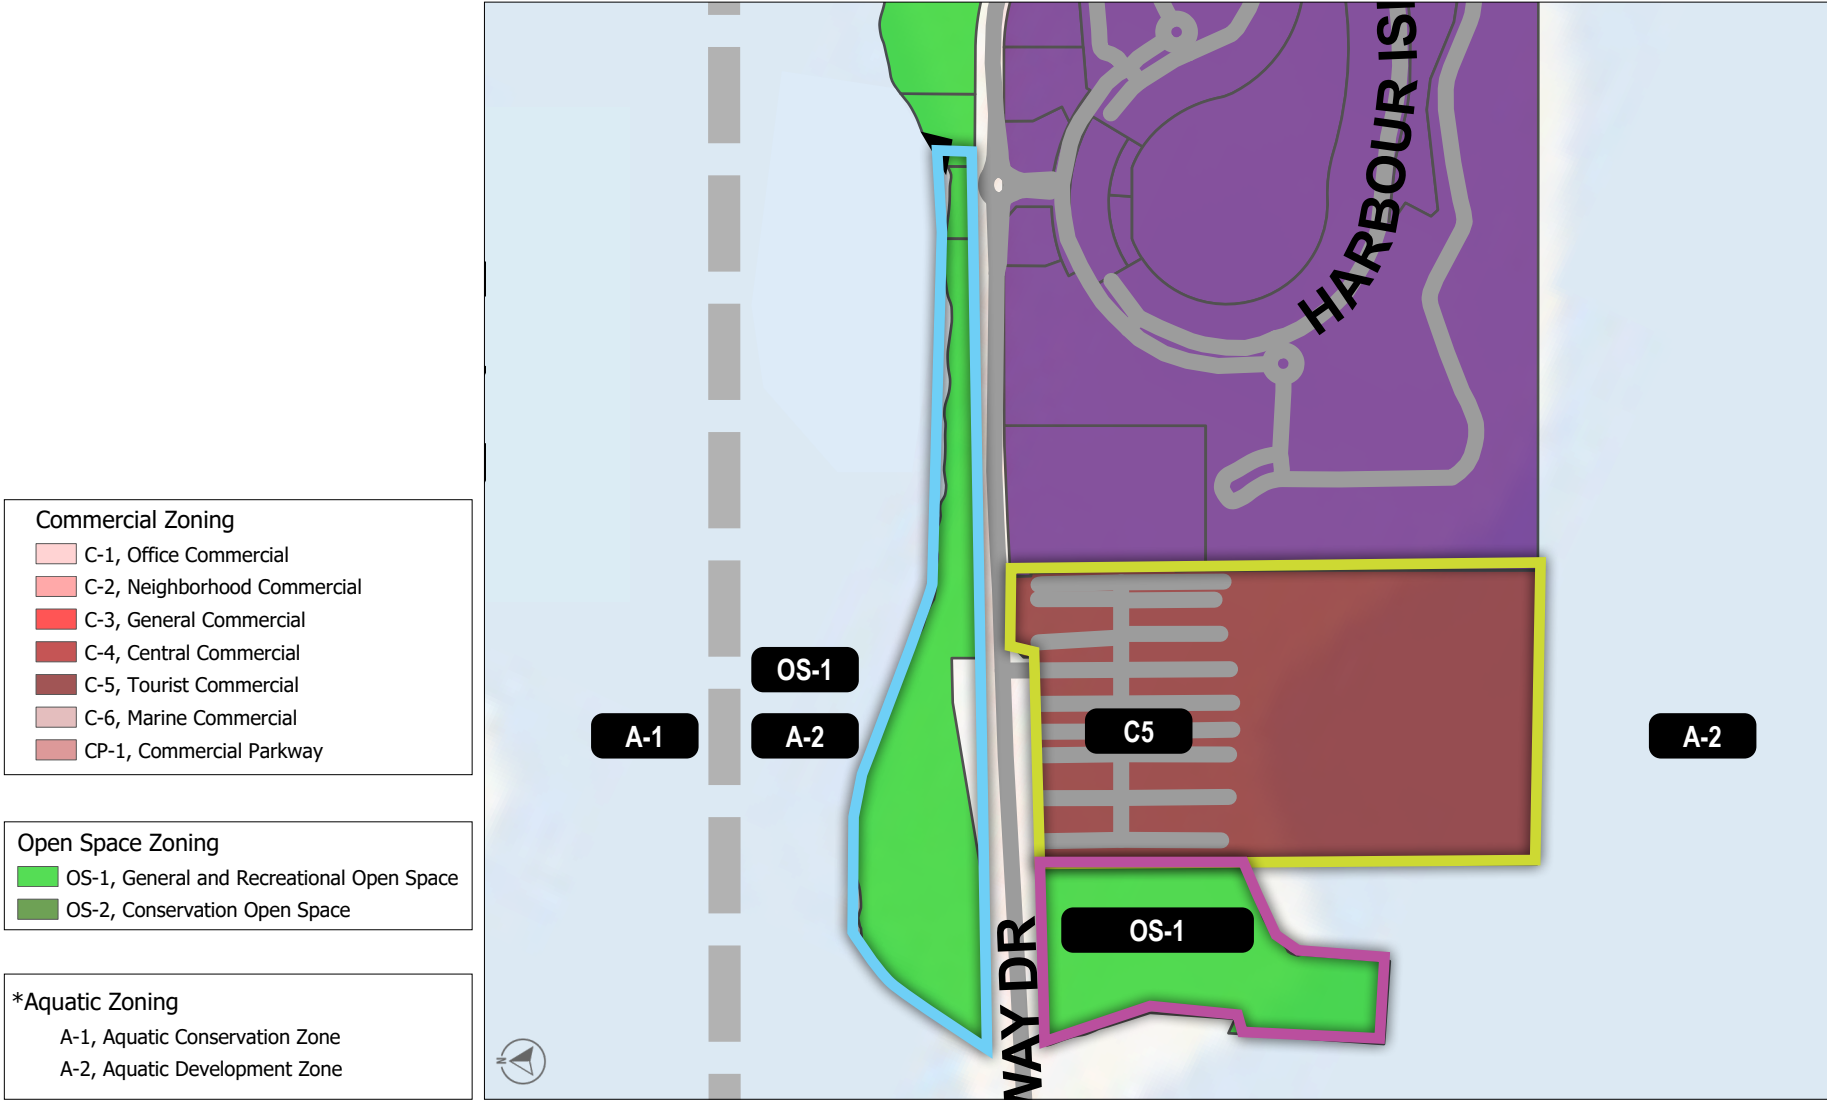 Commercial Zoning
C-1, Office Commercial
C-2, Neighborhood Commercial
C-3, General Commercial
C-4, Central Commercial
C-5, Tourist Commercial
C-6, Marine Commercial
CP-1, Commercial Parkway
Open Space Zoning
OS-1, General and Recreational Open Space
OS-2, Conservation Open Space
*Aquatic Zoning
A-1, Aquatic Conservation Zone
A-2, Aquatic Development Zone
HARBOUR ISL
OS-1
A-1
A-2
C5
A-2
OS-1
WAY DR
N